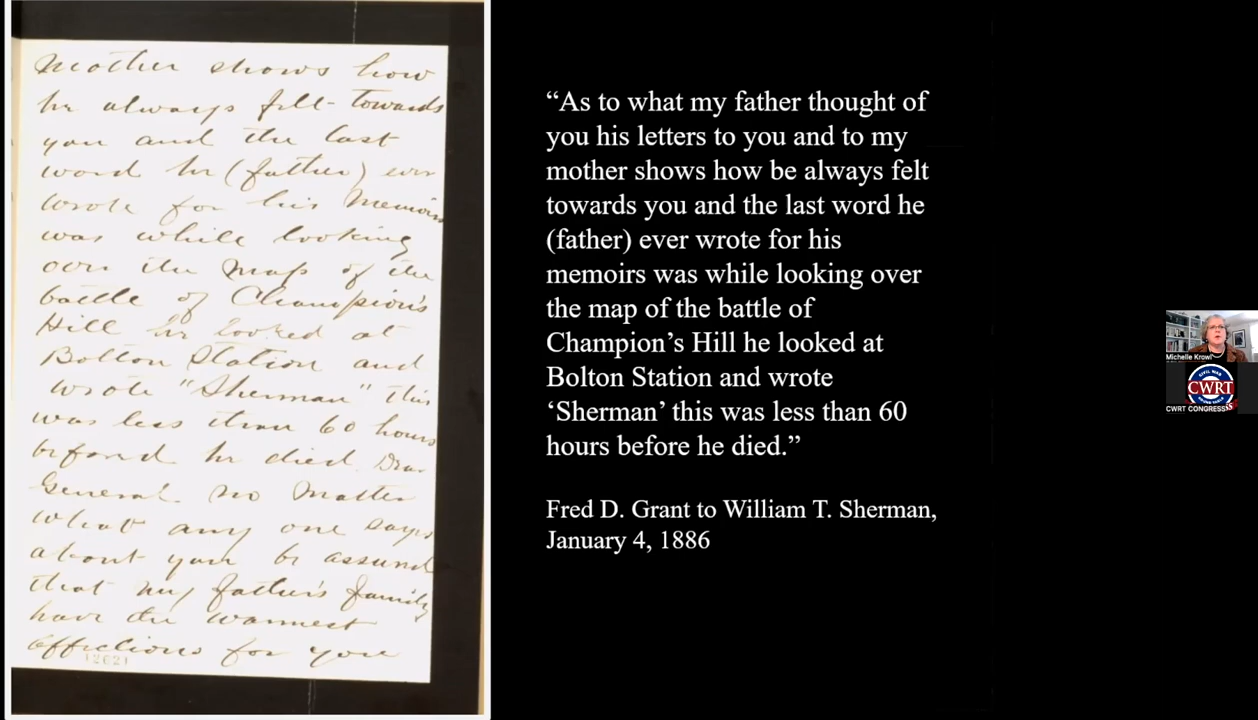 Mother shows how
he always felt towards
you and the last
word he (father) ever
wrote for his Memoirs
was while looking
over the Map of the
battle of Champion's
Hill he looked at
Bolton Station and
wrote "Sherman" this
was less than 60 hours
before he died. Dear
General no Matter
what any one says
about you be assured
that my father's family
have the warmest
affections for you
12621
“As to what my father thought of
you his letters to you and to my
mother shows how be always felt
towards you and the last word he
(father) ever wrote for his
memoirs was while looking over
the map of the battle of
Champion’s Hill he looked at
Bolton Station and wrote
‘Sherman’ this was less than 60
hours before he died.”
Fred D. Grant to William T. Sherman,
January 4, 1886
Michelle Krowl
CIVIL WAR
CWRT
CWRT CONGRESS